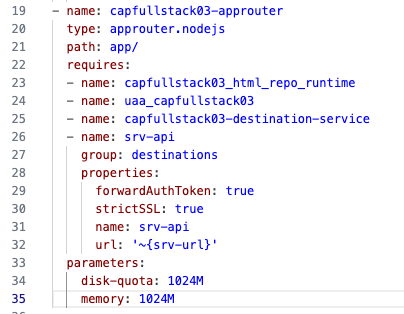 19 - name: capfullstack03-approuter
20 type: approuter.nodejs
21 path: app/
22 requires:
23 - name: capfullstack03_html_repo_runtime
24 - name: uaa_capfullstack03
25 - name: capfullstack03-destination-service
26 - name: srv-api
27 group: destinations
28 properties:
29 forwardAuthToken: true
30 strictSSL: true
31 name: srv-api
32 url: '~{srv-url}'
33 parameters:
34 disk-quota: 1024M
35 memory: 1024M